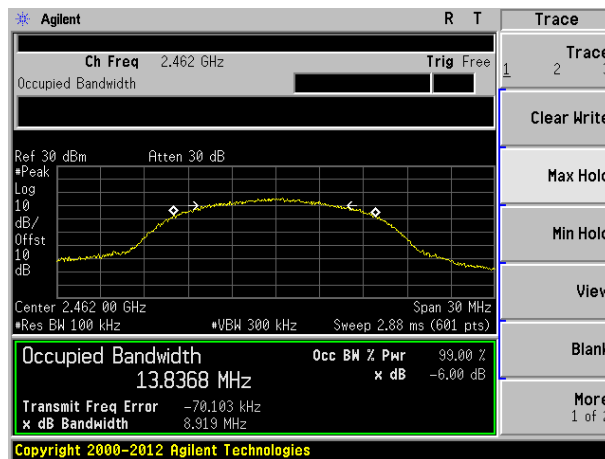 Agilent R T Trace
Ch Freq 2.462 GHz Trig Free
Occupied Bandwidth
Trace
1 2
Clear Write
Max Hold
Min Hold
View
Blank
More
1 of 2
Ref 30 dBm Atten 30 dB
#Peak
Log
10
dB/
Offst
10
dB
Center 2.462 00 GHz Span 30 MHz
#Res BW 100 kHz #VBW 300 kHz Sweep 2.88 ms (601 pts)
Occupied Bandwidth Occ BW % Pwr 99.00 %
13.8368 MHz x dB -6.00 dB
Transmit Freq Error -70.103 kHz
x dB Bandwidth 8.919 MHz
Copyright 2000-2012 Agilent Technologies